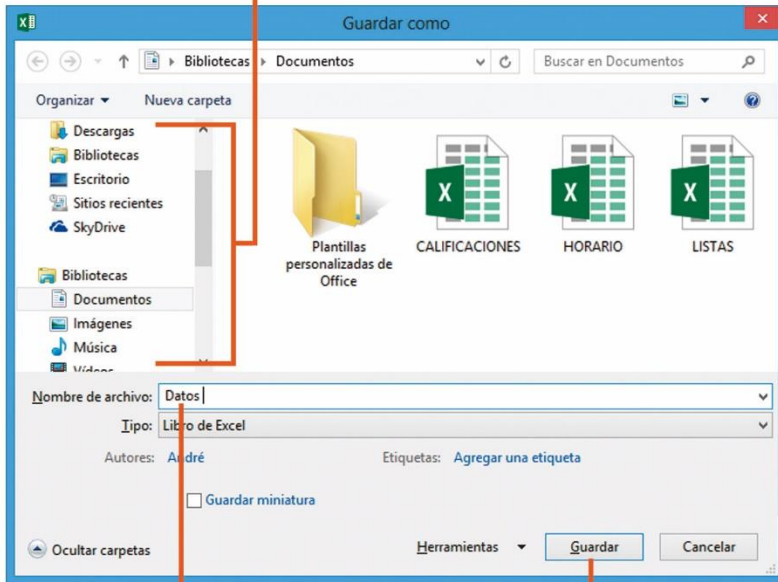 Guardar como
Bibliotecas Documentos
Buscar en Documentos
Organizar Nueva carpeta
Descargas
Bibliotecas
Escritorio
Sitios recientes
SkyDrive
Bibliotecas
Documentos
Imágenes
Música
Vídeos
Plantillas
personalizadas de
Office
CALIFICACIONES
HORARIO
LISTAS
Nombre de archivo: Datos
Tipo: Libro de Excel
Autores: André Etiquetas: Agregar una etiqueta
Guardar miniatura
Ocultar carpetas Herramientas Guardar Cancelar